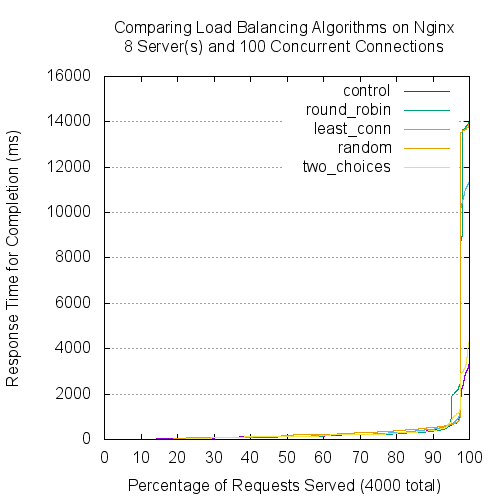 Comparing Load Balancing Algorithms on Nginx
8 Server(s) and 100 Concurrent Connections
16000
14000
12000
10000
8000
6000
4000
2000
0
Response Time for Completion (ms)
control
round_robin
least_conn
random
two_choices
0 10 20 30 40 50 60 70 80 90 100
Percentage of Requests Served (4000 total)